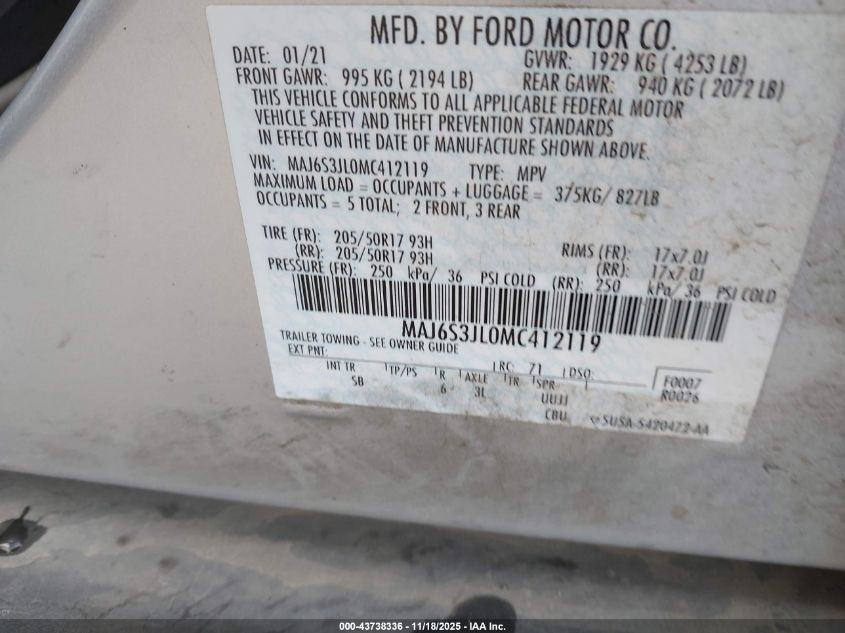 MFD. BY FORD MOTOR CO.
DATE: 01/21 GVWR: 1929 KG ( 4253 LB)
FRONT GAWR: 995 KG ( 2194 LB) REAR GAWR: 940 KG ( 2072 LB)
THIS VEHICLE CONFORMS TO ALL APPLICABLE FEDERAL MOTOR
VEHICLE SAFETY AND THEFT PREVENTION STANDARDS
IN EFFECT ON THE DATE OF MANUFACTURE SHOWN ABOVE.
VIN: MAJ6S3JL0MC412119 TYPE: MPV
MAXIMUM LOAD = OCCUPANTS + LUGGAGE = 375KG/ 827LB
OCCUPANTS = 5 TOTAL; 2 FRONT, 3 REAR
TIRE (FR): 205/50R17 93H RIMS (FR): 17x7.0J
(RR): 205/50R17 93H (RR): 17x7.0J
PRESSURE (FR): 250 kPa/ 36 PSI COLD (RR): 250 kPa/ 36 PSI COLD
MAJ6S3JL0MC412119
TRAILER TOWING - SEE OWNER GUIDE
EXT PNT: RC: 71 DSO: F0007
INT TR TP/PS R AXLE TR SPR R0026
SB 6 3L UUJJ
CBU 5USA-5420472-AA
000-43738336 - 11/18/2025 - IAA Inc.